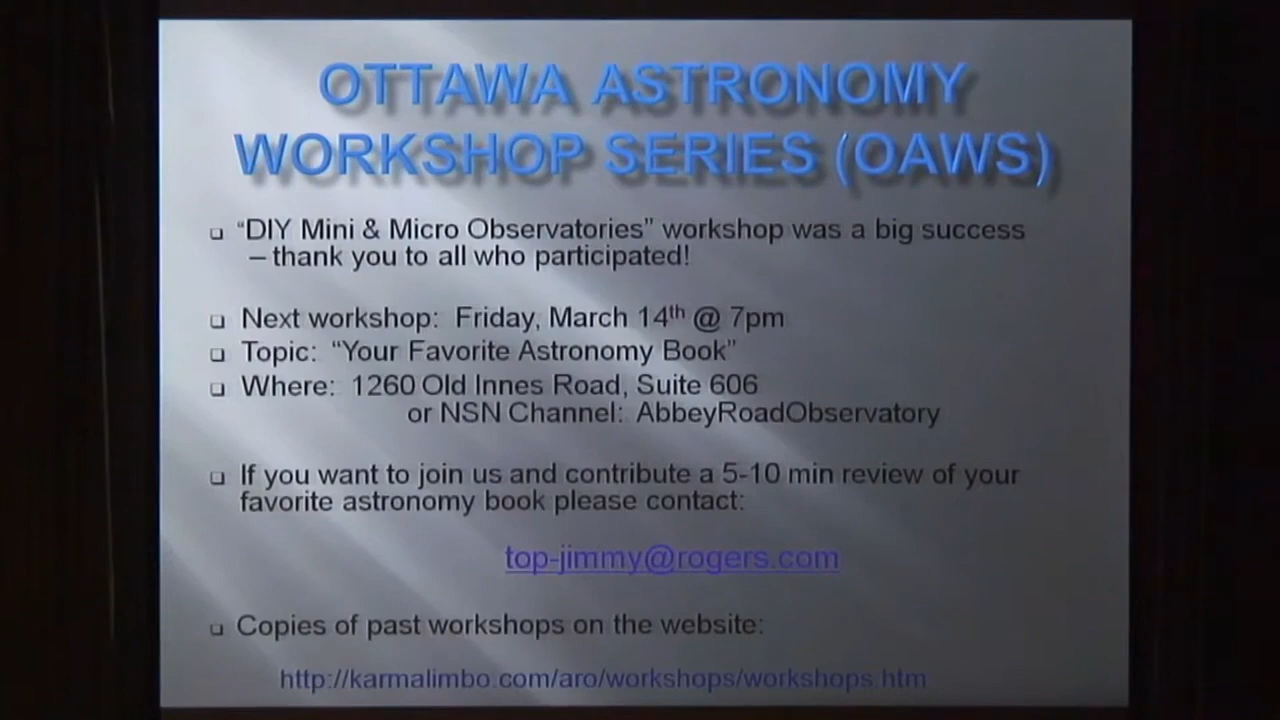 OTTAWA ASTRONOMY
WORKSHOP SERIES (OAWS)
“DIY Mini & Micro Observatories” workshop was a big success
– thank you to all who participated!
Next workshop: Friday, March 14th @ 7pm
Topic: “Your Favorite Astronomy Book”
Where: 1260 Old Innes Road, Suite 606
or NSN Channel: AbbeyRoadObservatory
If you want to join us and contribute a 5-10 min review of your
favorite astronomy book please contact:
top-jimmy@rogers.com
Copies of past workshops on the website:
http://karmalimbo.com/aro/workshops/workshops.htm